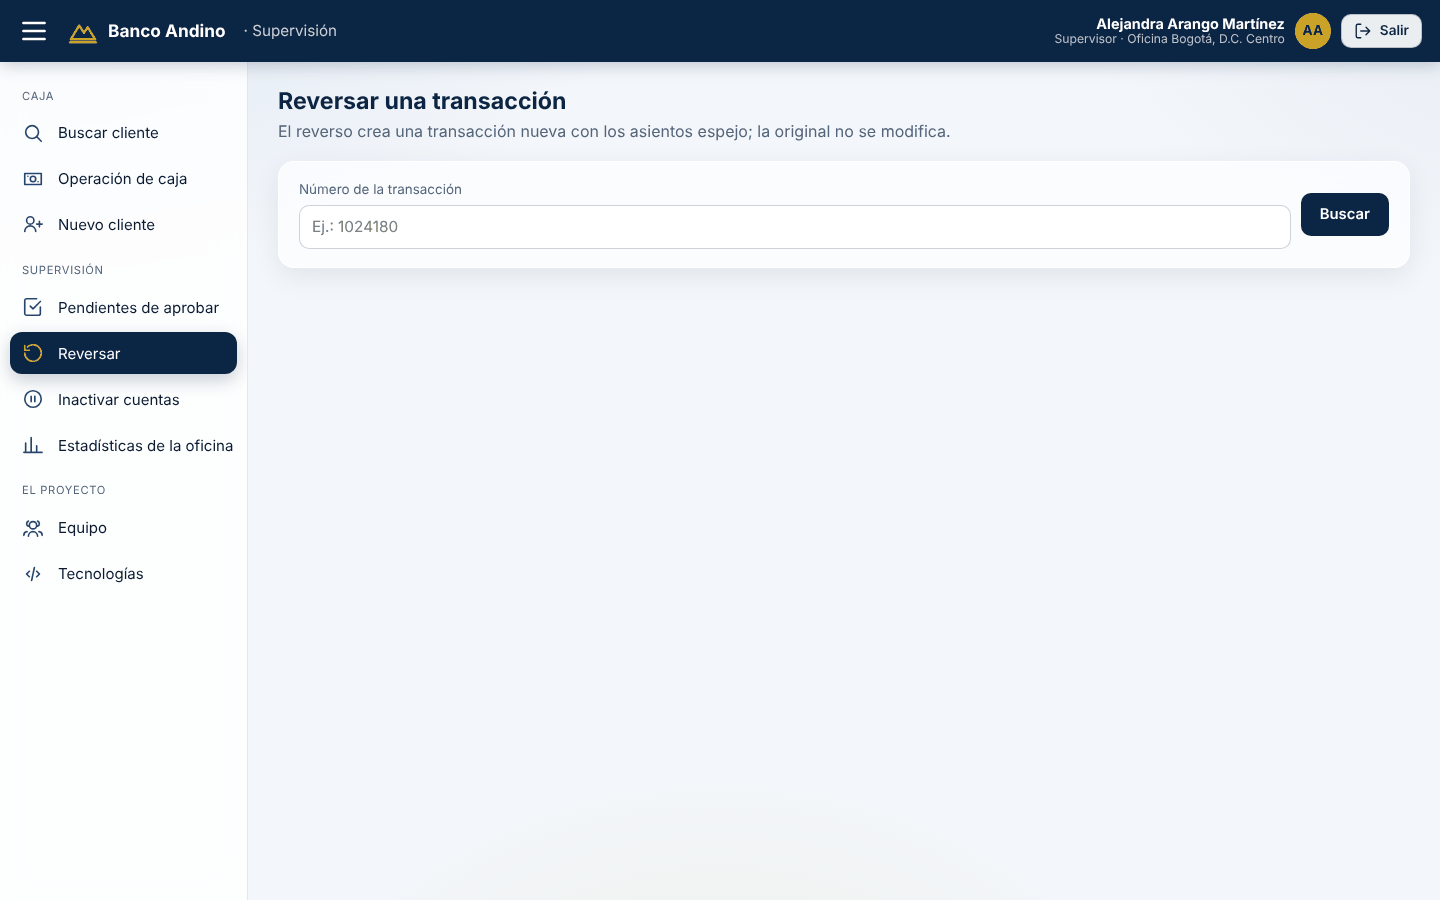 Banco Andino · Supervisión
Alejandra Arango Martínez
Supervisor · Oficina Bogotá, D.C. Centro
AA
Salir
CAJA
Buscar cliente
Operación de caja
Nuevo cliente
SUPERVISIÓN
Pendientes de aprobar
Reversar
Inactivar cuentas
Estadísticas de la oficina
EL PROYECTO
Equipo
Tecnologías
Reversar una transacción
El reverso crea una transacción nueva con los asientos espejo; la original no se modifica.
Número de la transacción
Ej.: 1024180
Buscar